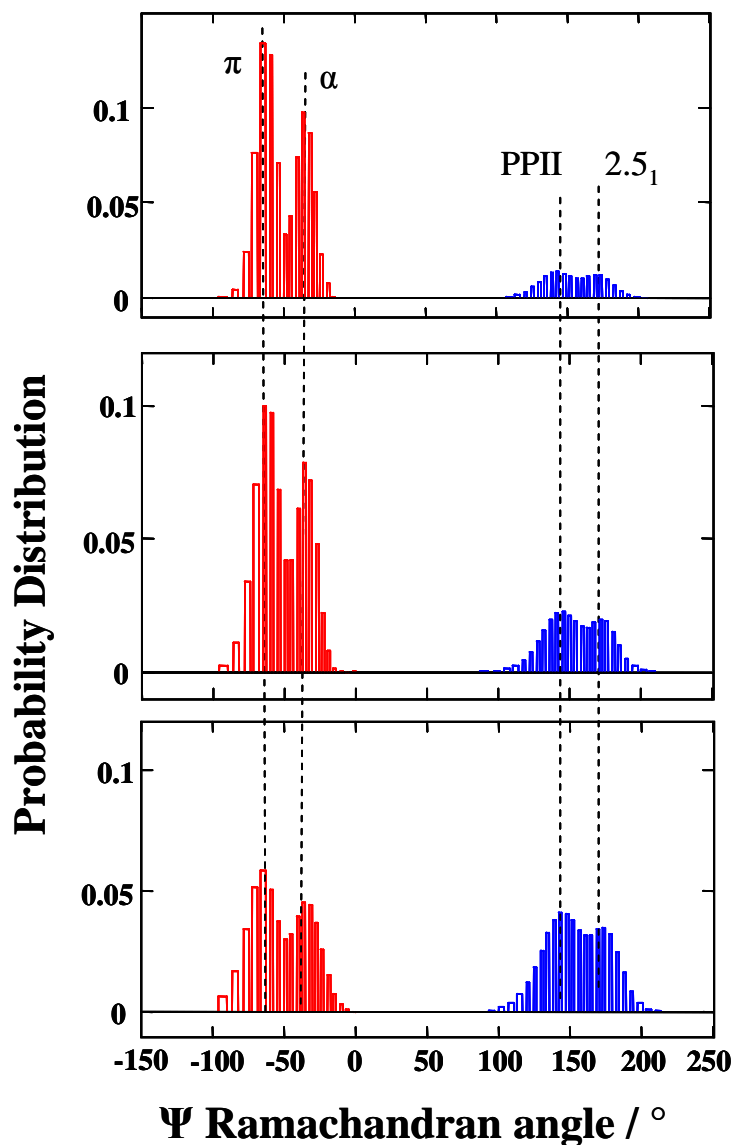 π
α
0.1
PPII
2.5₁
0.05
0
0.1
0.05
0
0.1
0.05
0
-150 -100 -50 0 50 100 150 200 250
Probability Distribution
Ψ Ramachandran angle / °